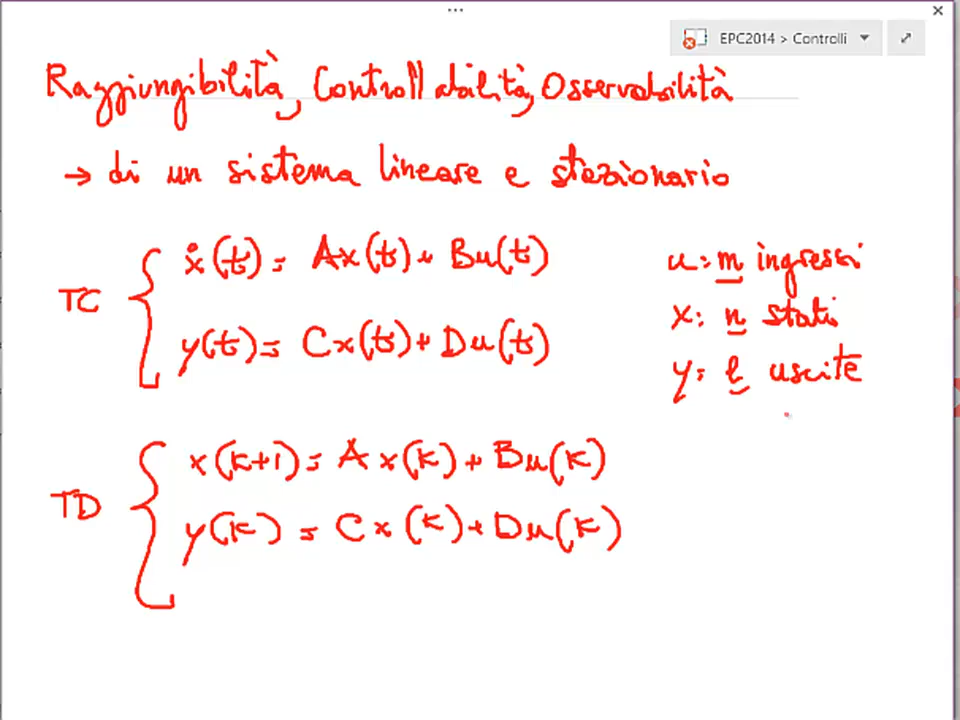 EPC2014 > Controlli
Raggiungibilità, Controllabilità, Osservabilità
→ di un sistema lineare e stazionario
TC
ẋ(t) = Ax(t) + Bu(t)
y(t) = Cx(t) + Du(t)
u: m ingressi
x: n stati
y: l uscite
TD
x(k+1) = Ax(k) + Bu(k)
y(k) = Cx(k) + Du(k)